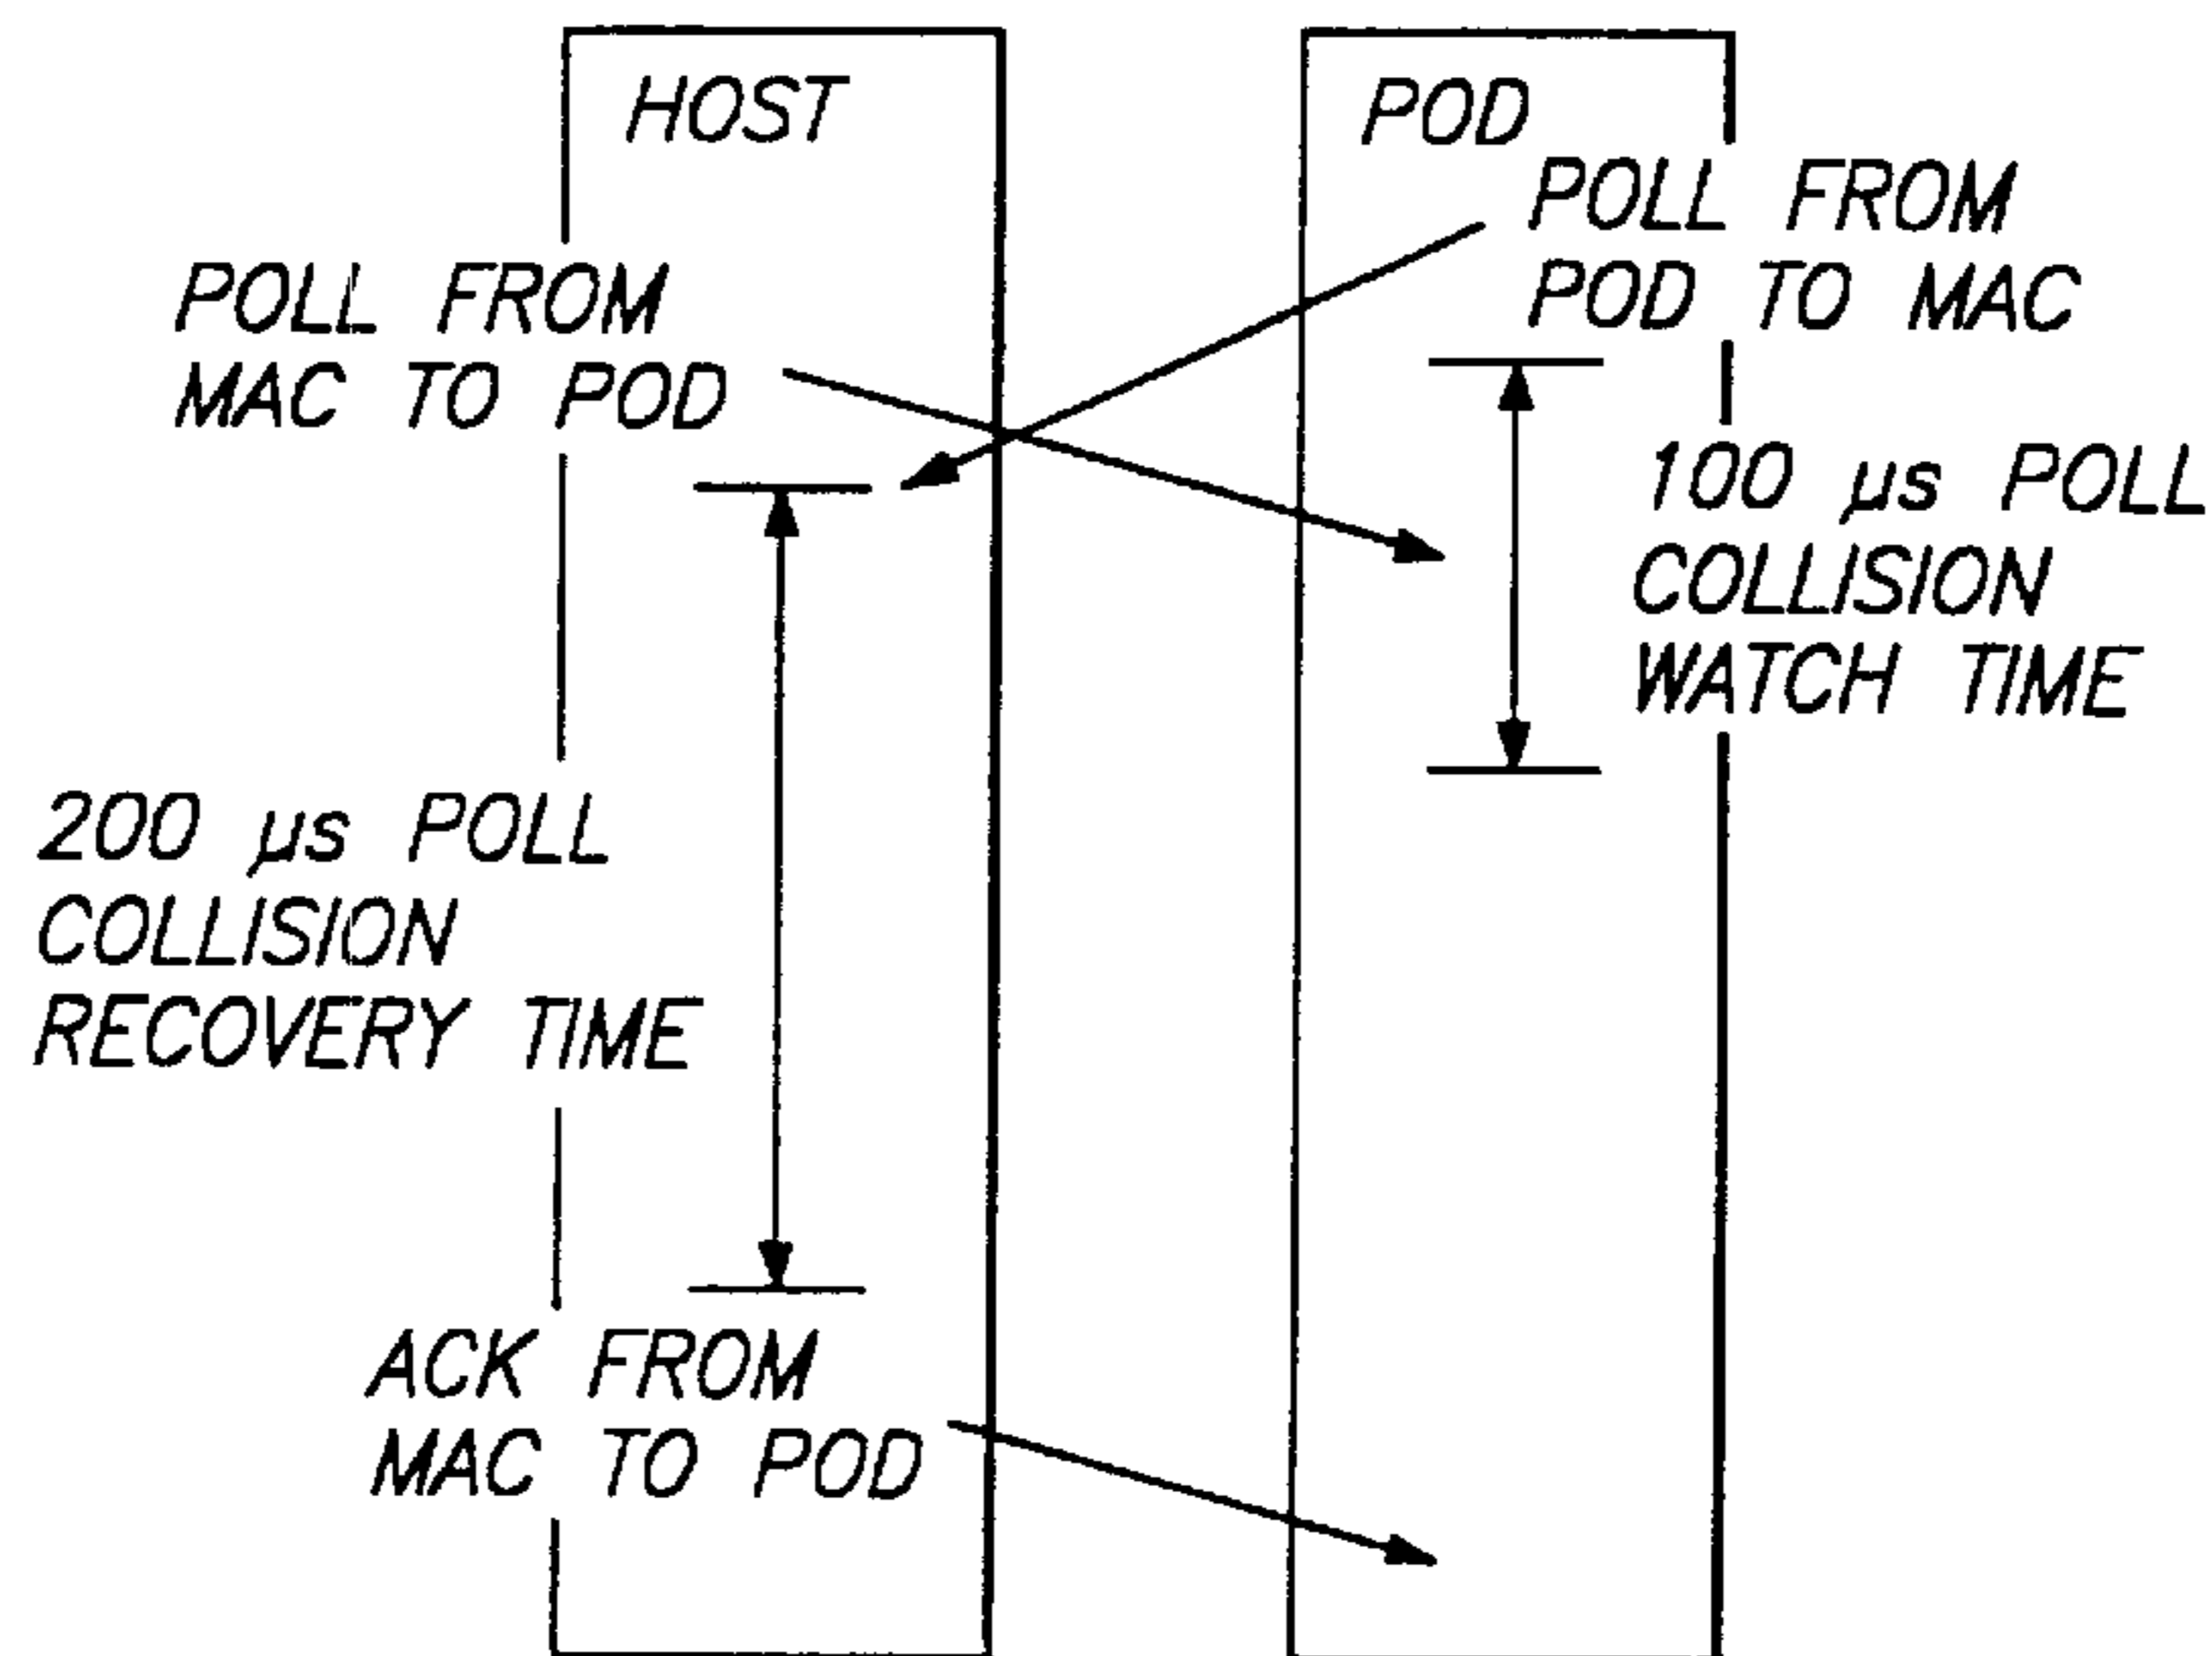 HOST
POD
POLL FROM
POD TO MAC
POLL FROM
MAC TO POD
100 µs POLL
COLLISION
WATCH TIME
200 µs POLL
COLLISION
RECOVERY TIME
ACK FROM
MAC TO POD